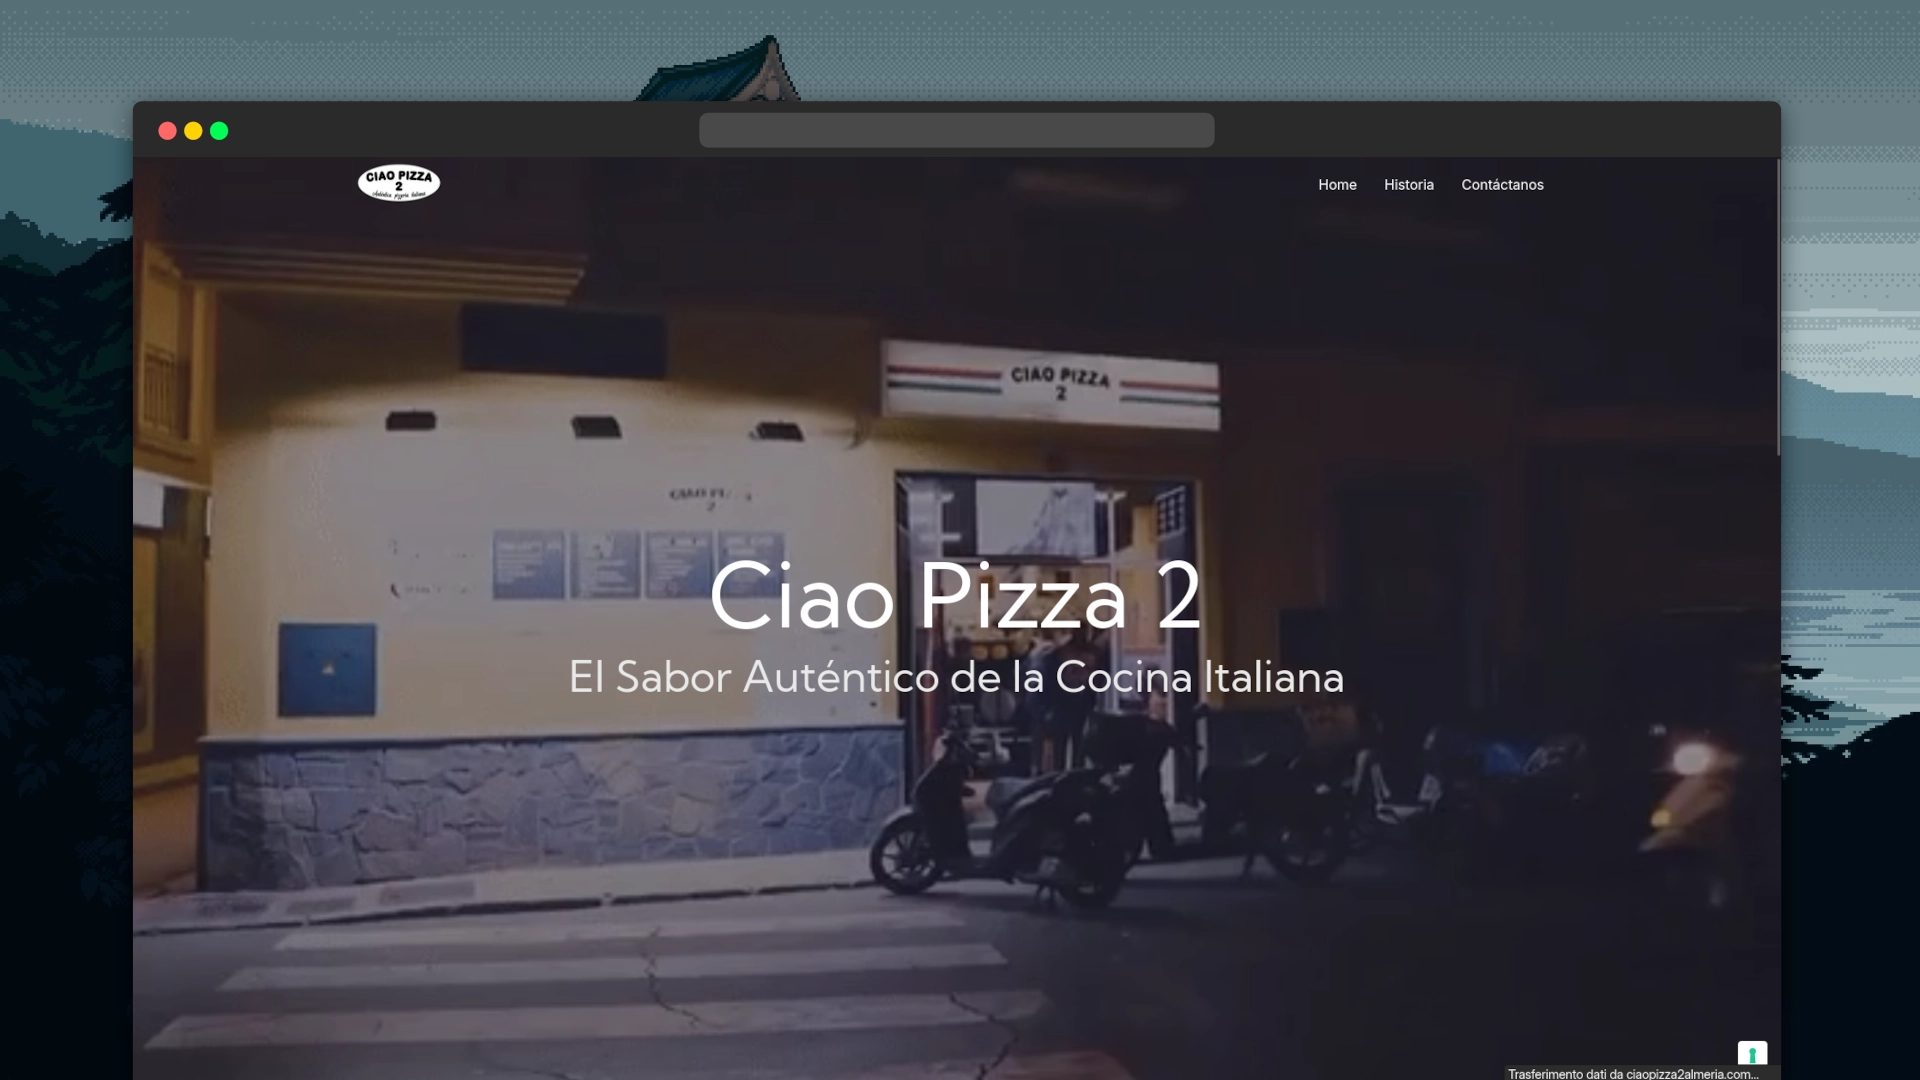 CIAO PIZZA
2
Home Historia Contáctanos
CIAO PIZZA
2
Ciao Pizza 2
El Sabor Auténtico de la Cocina Italiana
Trasferimento dati da ciaopizza2almeria.com...